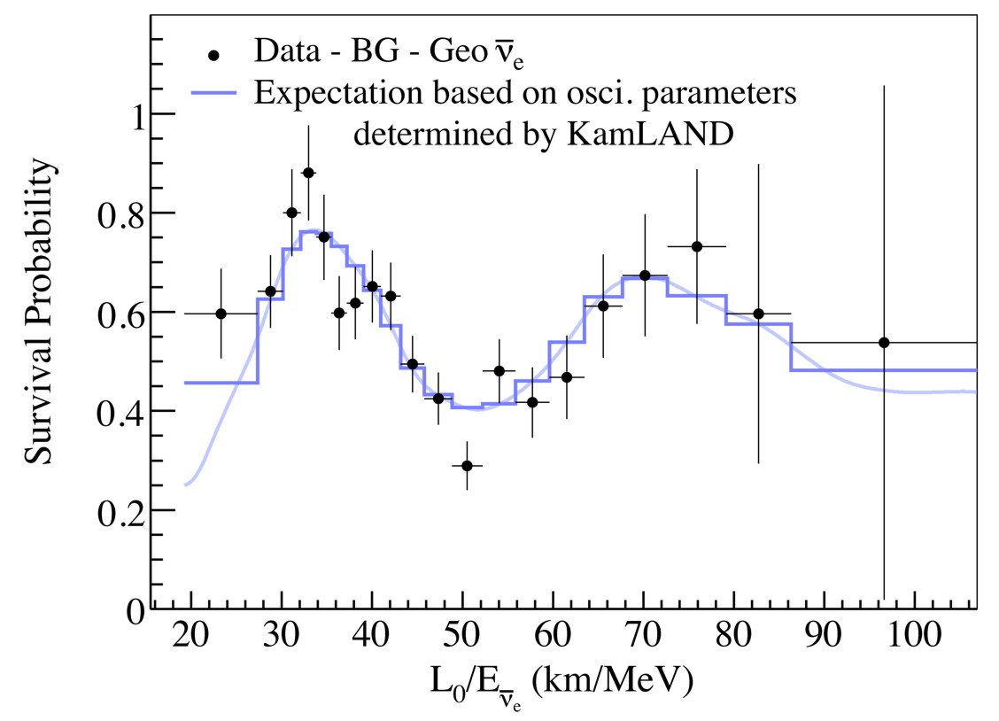 Data - BG - Geo ν̅e
Expectation based on osci. parameters
determined by KamLAND
1
0.8
0.6
0.4
0.2
0
Survival Probability
20 30 40 50 60 70 80 90 100
L0/Eν̅e (km/MeV)